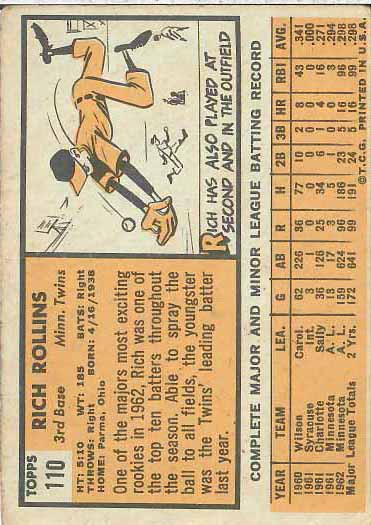 TOPPS
110
RICH ROLLINS
3rd Base Minn. Twins
HT: 5:10 WT: 185 BATS: Right
THROWS: Right BORN: 4/16/1938
HOME: Parma, Ohio
One of the majors most exciting
rookies in 1962, Rich was one of
the top ten batters throughout
the season. Able to spray the
ball to all fields, the youngster
was the Twins' leading batter
last year.
RICH HAS ALSO PLAYED AT
SECOND AND IN THE OUTFIELD
COMPLETE MAJOR AND MINOR LEAGUE BATTING RECORD
YEAR TEAM LEA. G AB R H 2B 3B HR RBI AVG.
1960 Wilson Carol. 62 226 36 77 10 2 8 43 .341
1961 Syracuse Int. 3 1 0 0 0 0 0 0 .000
1961 Charlotte Sally 36 126 25 34 6 0 4 16 .271
1961 Minnesota A. L. 13 17 3 5 1 0 0 3 .294
1962 Minnesota A. L. 159 624 96 186 23 5 16 96 .298
Major League Totals 2 Yrs. 172 641 99 191 24 5 16 99 .298
©T.C.G. PRINTED IN U.S.A.